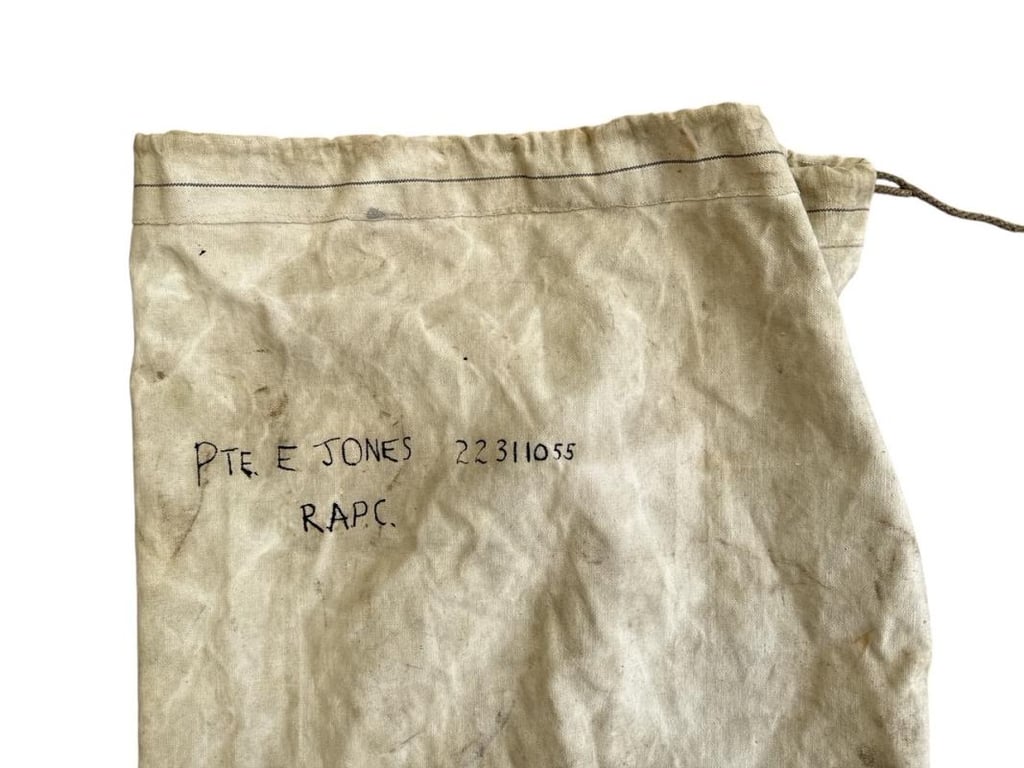 PTE. E JONES 22311055
R.A.P.C.